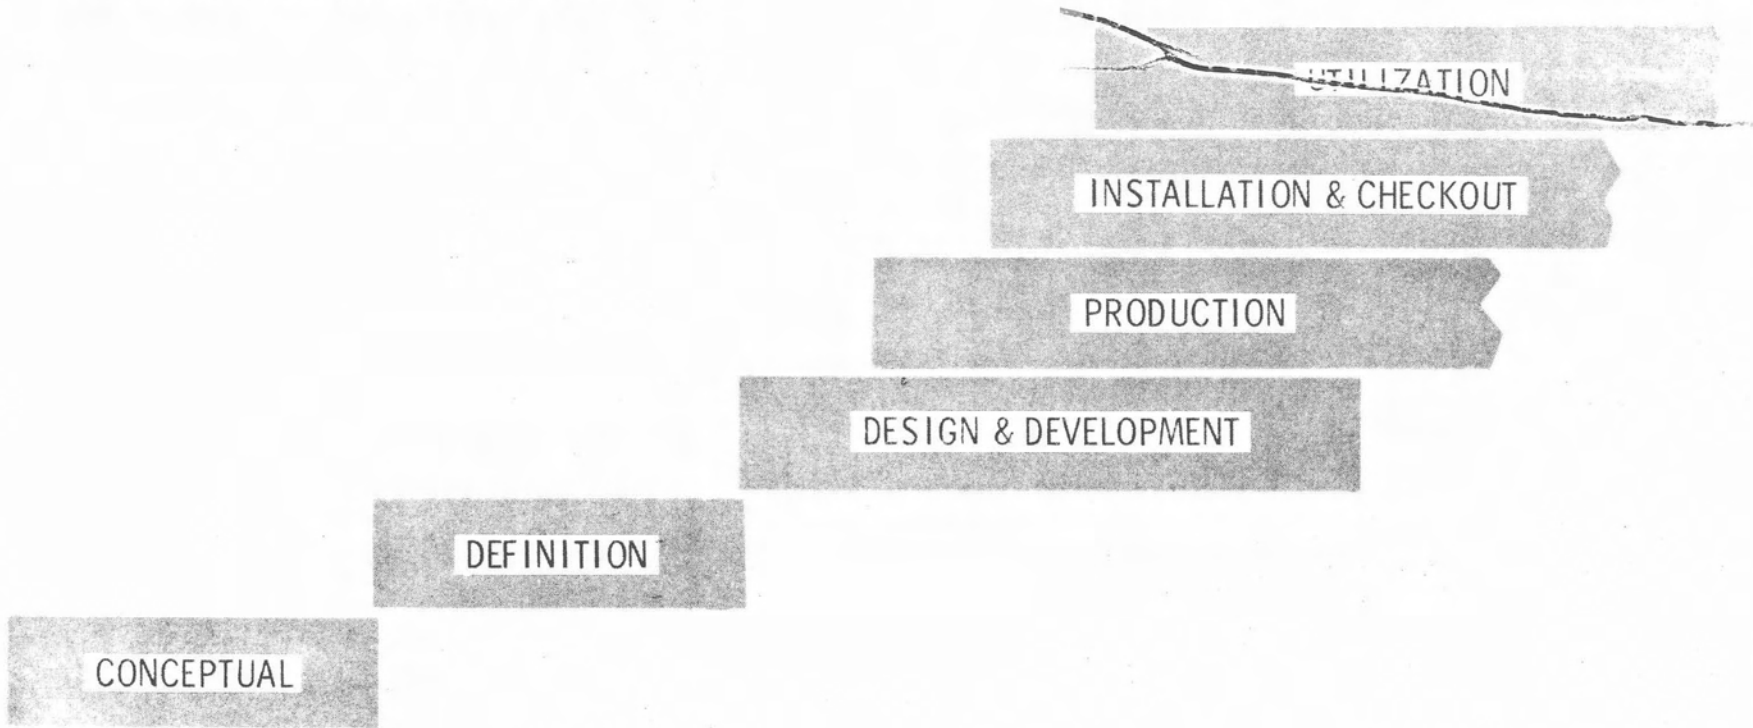 UTILIZATION
INSTALLATION & CHECKOUT
PRODUCTION
DESIGN & DEVELOPMENT
DEFINITION
CONCEPTUAL